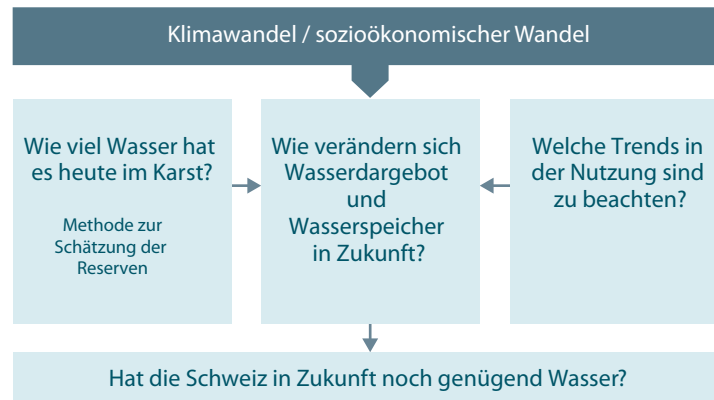 Klimawandel / sozioökonomischer Wandel
Wie viel Wasser hat
es heute im Karst?
Methode zur
Schätzung der
Reserven
Wie verändern sich
Wasserdargebot
und
Wasserspeicher
in Zukunft?
Welche Trends in
der Nutzung sind
zu beachten?
Hat die Schweiz in Zukunft noch genügend Wasser?